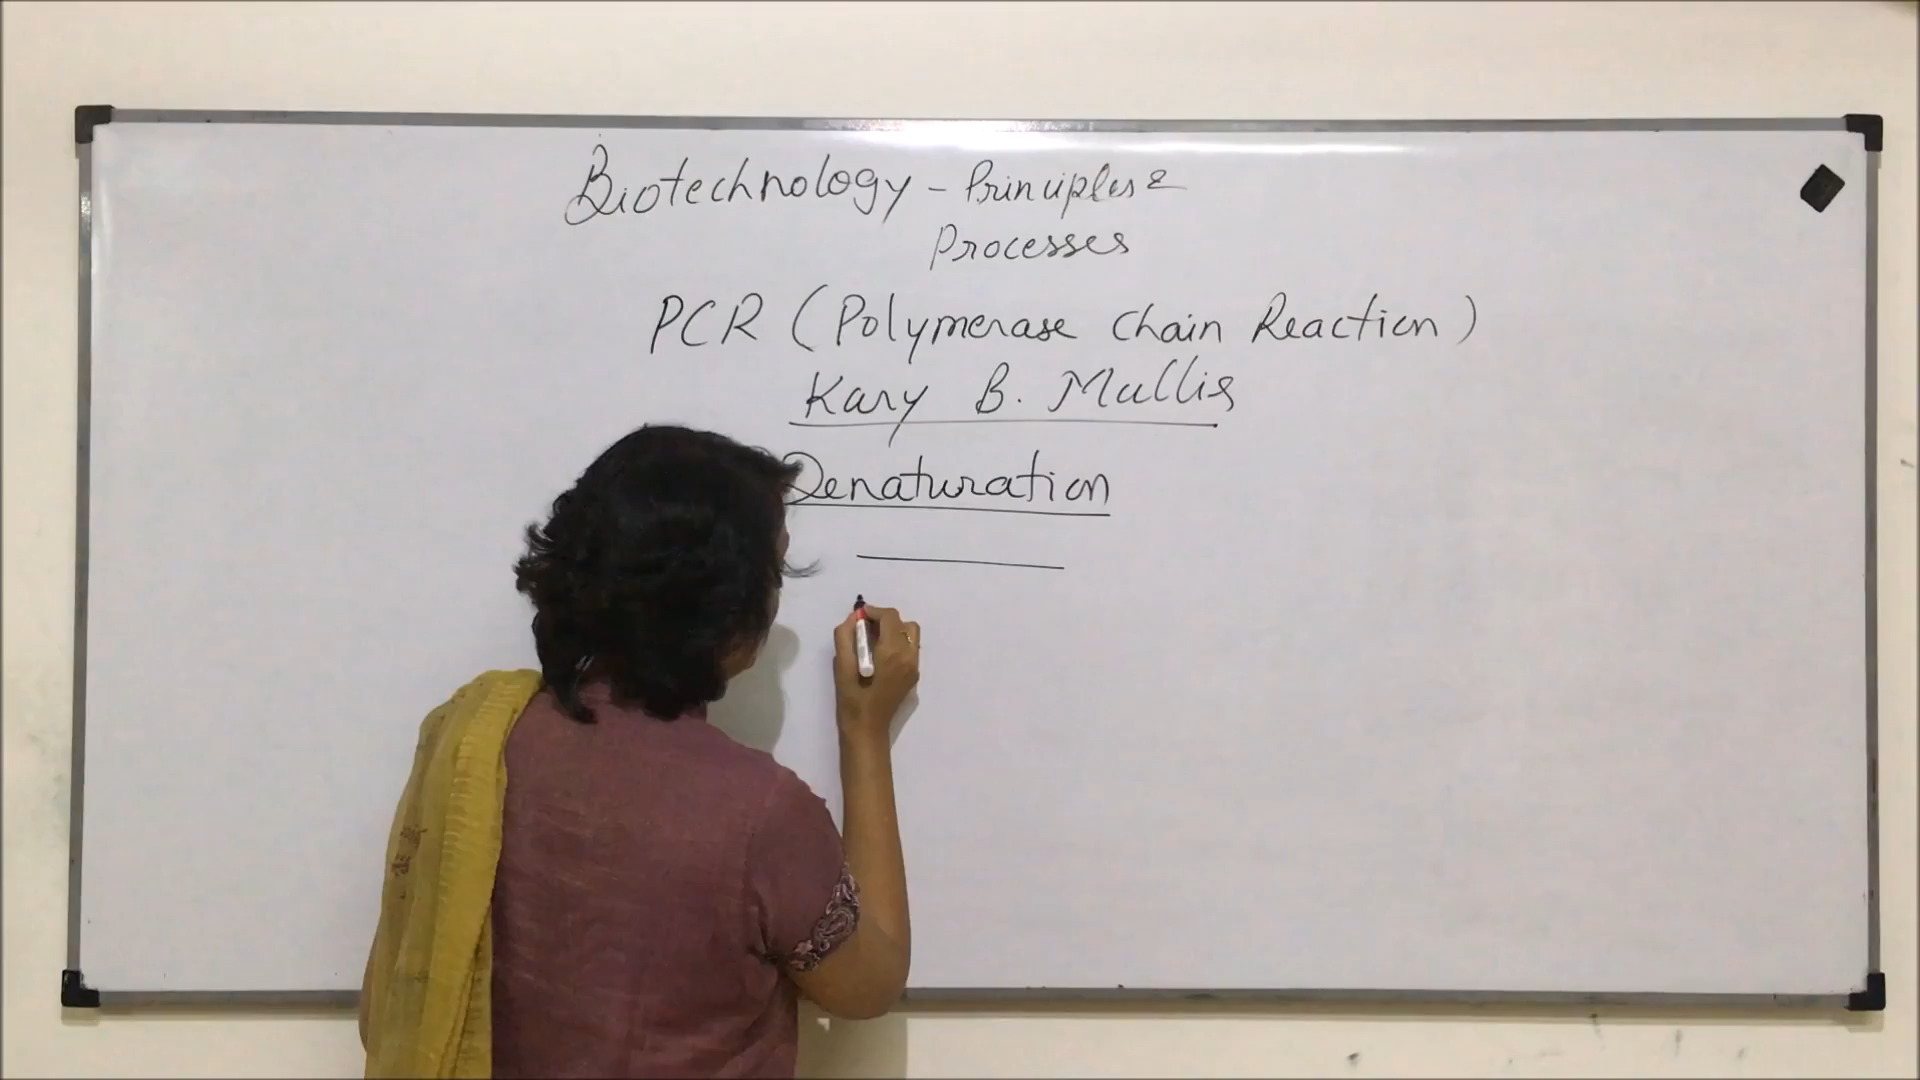 Biotechnology - Principles &
Processes
PCR (Polymerase Chain Reaction)
Kary B. Mullis
Denaturation